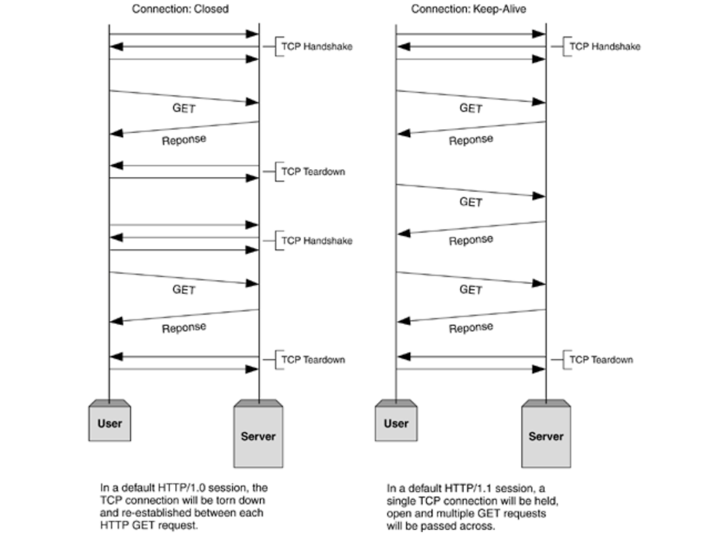 Connection: Closed
TCP Handshake
GET
Reponse
TCP Teardown
TCP Handshake
GET
Reponse
TCP Teardown
User
Server
In a default HTTP/1.0 session, the
TCP connection will be torn down
and re-established between each
HTTP GET request.
Connection: Keep-Alive
TCP Handshake
GET
Reponse
GET
Reponse
GET
Reponse
TCP Teardown
User
Server
In a default HTTP/1.1 session, a
single TCP connection will be held,
open and multiple GET requests
will be passed across.